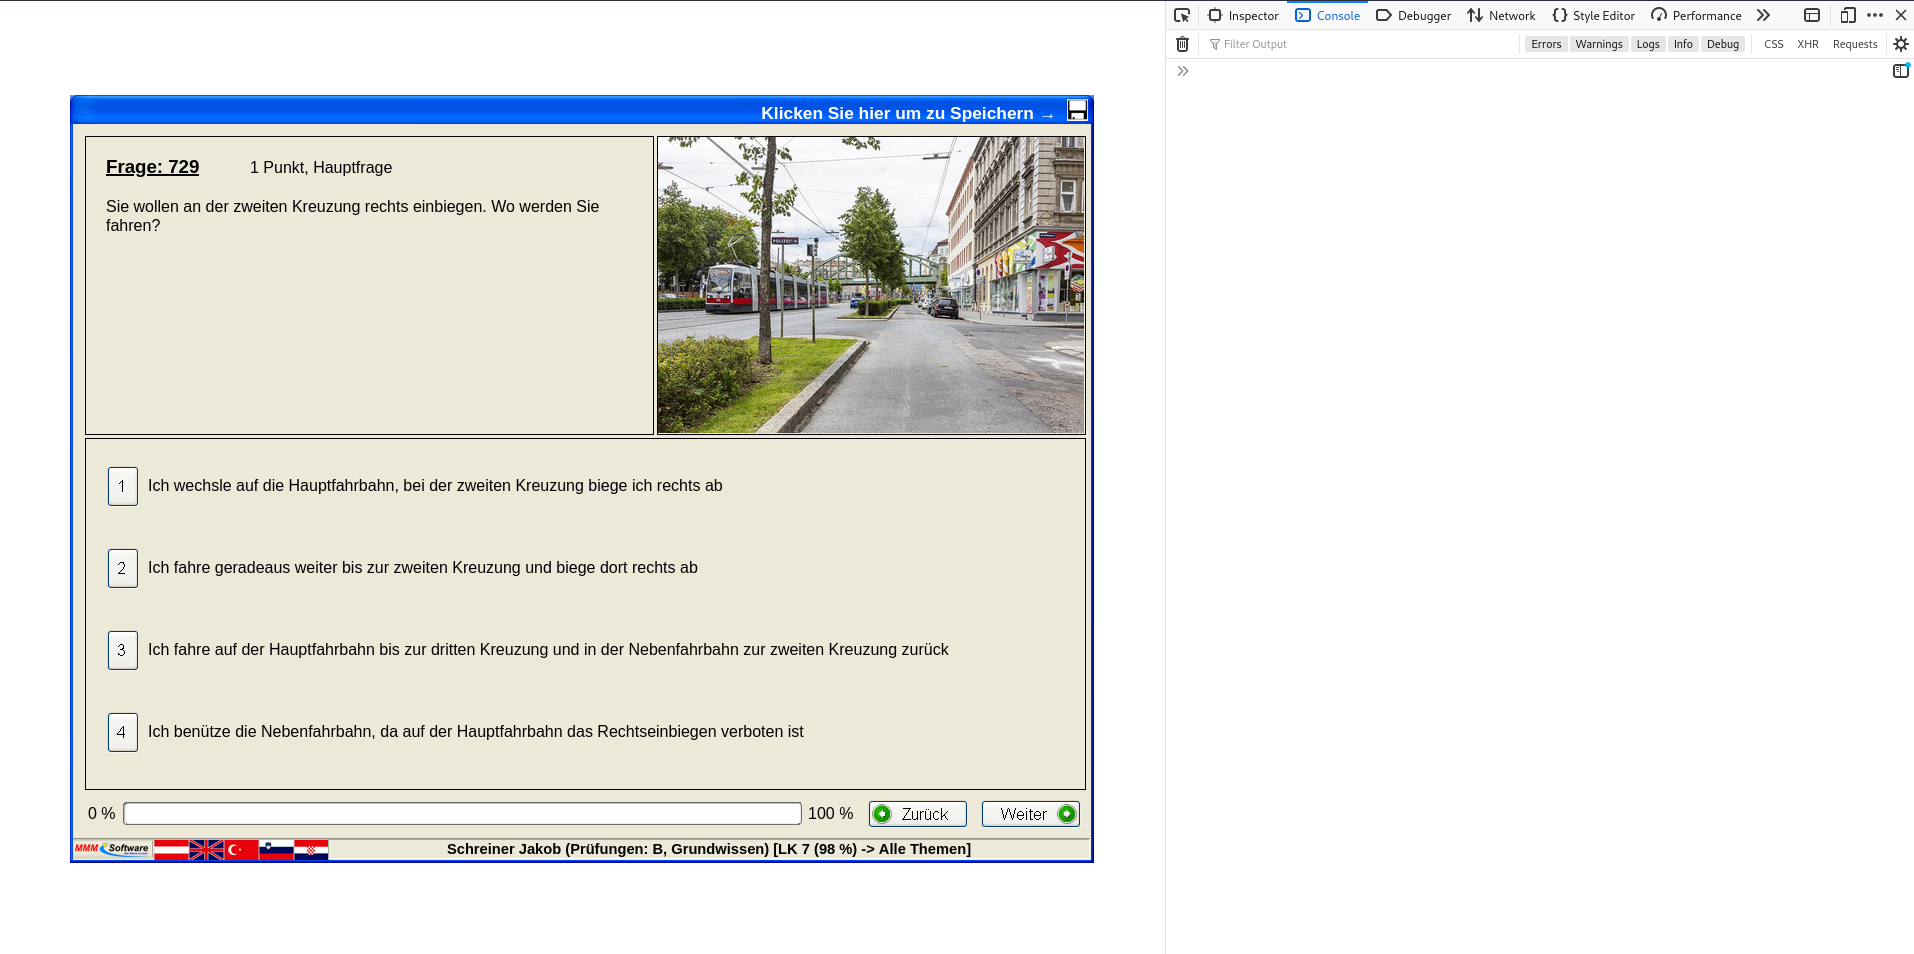 Inspector
Console
Debugger
Network
Style Editor
Performance
Filter Output
Errors
Warnings
Logs
Info
Debug
CSS
XHR
Requests
Klicken Sie hier um zu Speichern →
Frage: 729
1 Punkt, Hauptfrage
Sie wollen an der zweiten Kreuzung rechts einbiegen. Wo werden Sie
fahren?
POLIZEI
1
Ich wechsle auf die Hauptfahrbahn, bei der zweiten Kreuzung biege ich rechts ab
2
Ich fahre geradeaus weiter bis zur zweiten Kreuzung und biege dort rechts ab
3
Ich fahre auf der Hauptfahrbahn bis zur dritten Kreuzung und in der Nebenfahrbahn zur zweiten Kreuzung zurück
4
Ich benütze die Nebenfahrbahn, da auf der Hauptfahrbahn das Rechtseinbiegen verboten ist
0 %
100 %
Zurück
Weiter
MMM Software
Schreiner Jakob (Prüfungen: B, Grundwissen) [LK 7 (98 %) -> Alle Themen]